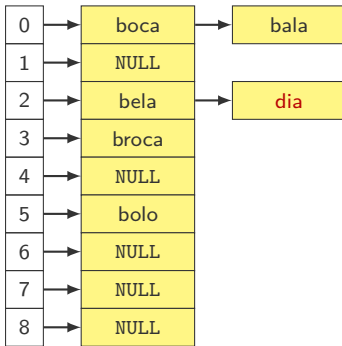 0 boca bala
1 NULL
2 bela dia
3 broca
4 NULL
5 bolo
6 NULL
7 NULL
8 NULL